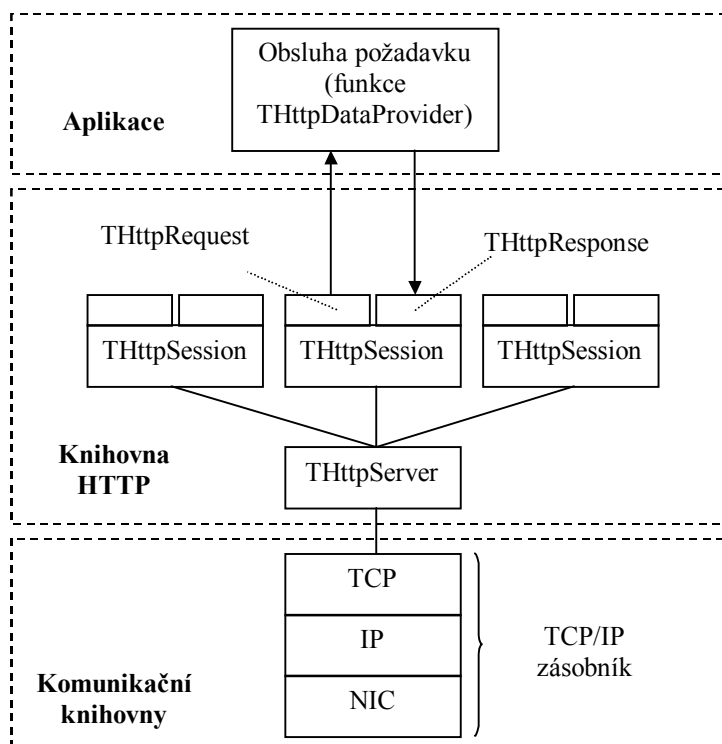 Obsluha požadavku
(funkce
THttpDataProvider)
Aplikace
THttpRequest
THttpResponse
THttpSession
THttpSession
THttpSession
Knihovna
HTTP
THttpServer
TCP
IP
NIC
TCP/IP
zásobník
Komunikační
knihovny